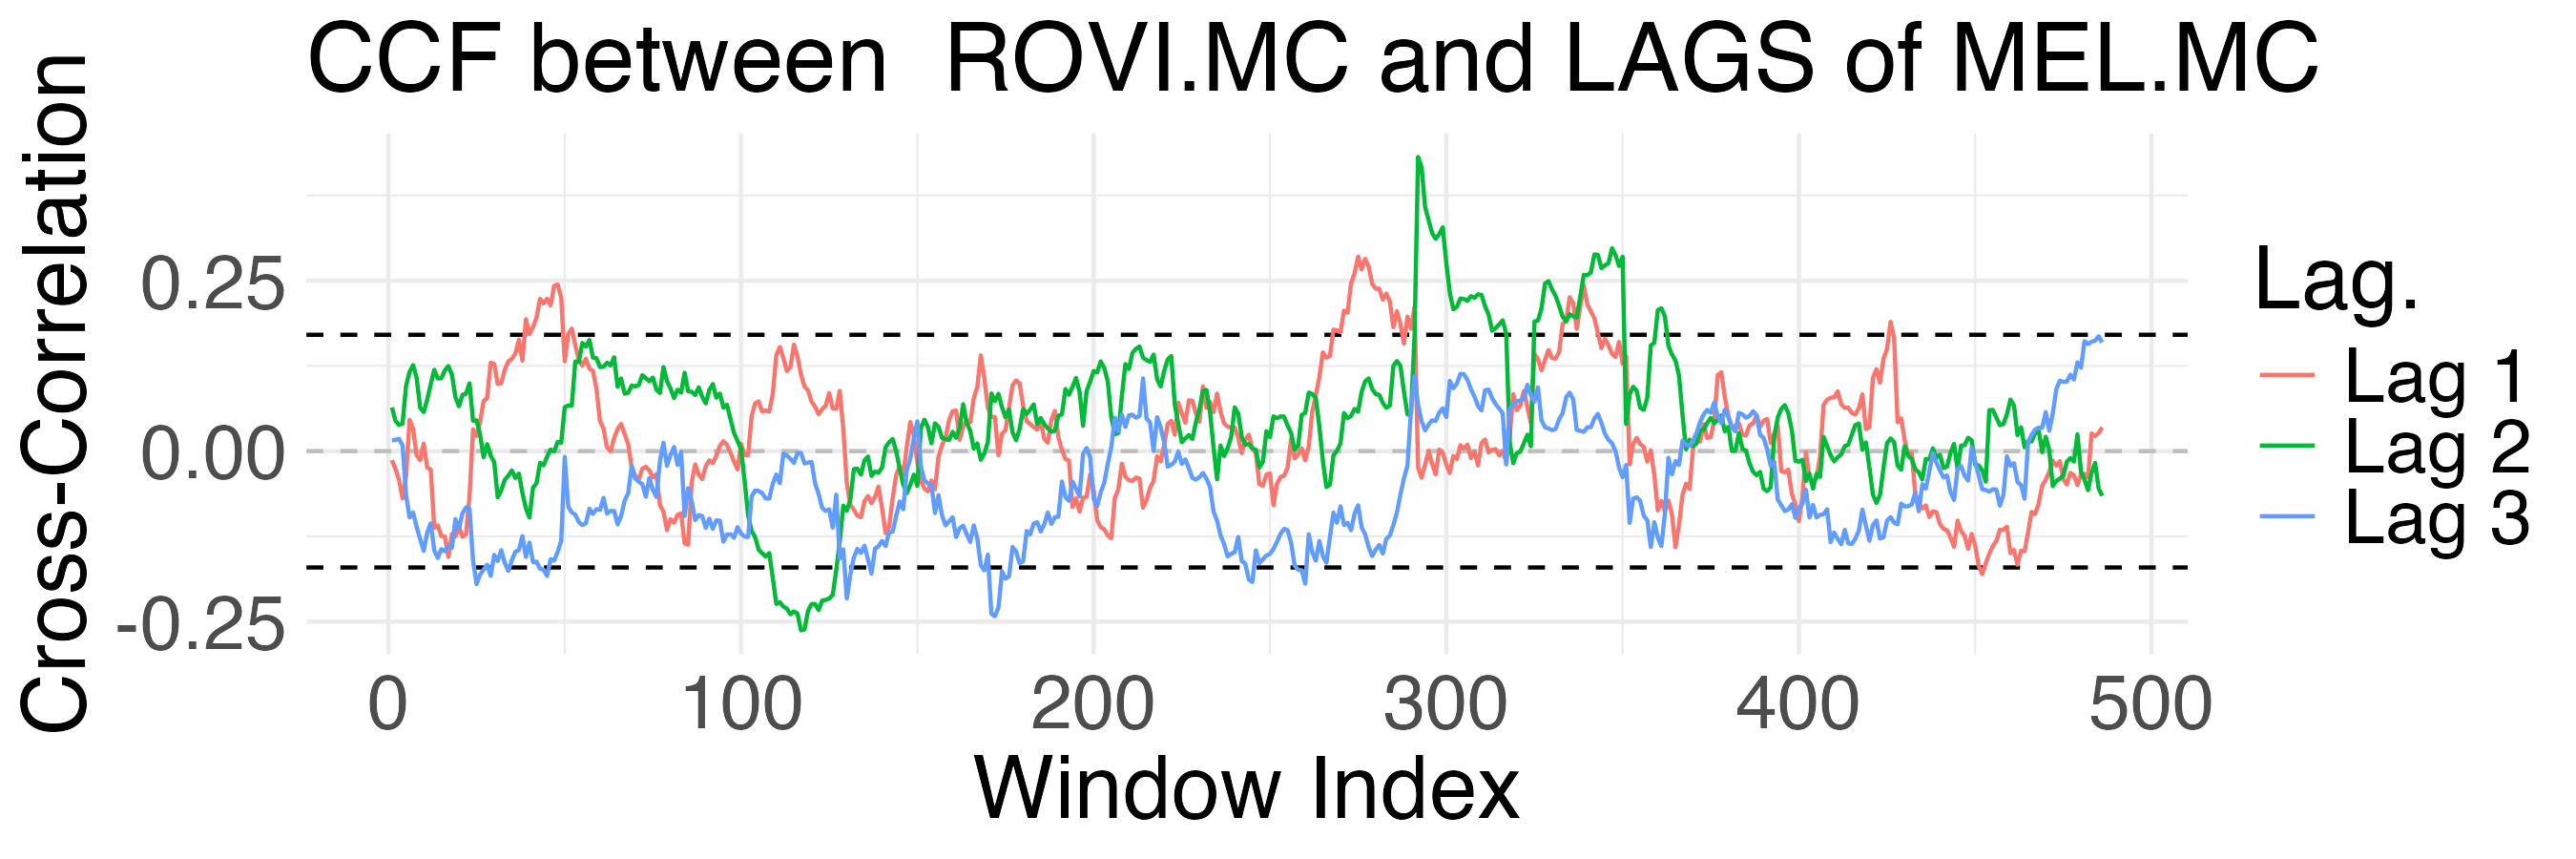 CCF between  ROVI.MC and LAGS of MEL.MC
Cross-Correlation
0.25
0.00
-0.25
0 100 200 300 400 500
Window Index
Lag.
Lag 1
Lag 2
Lag 3